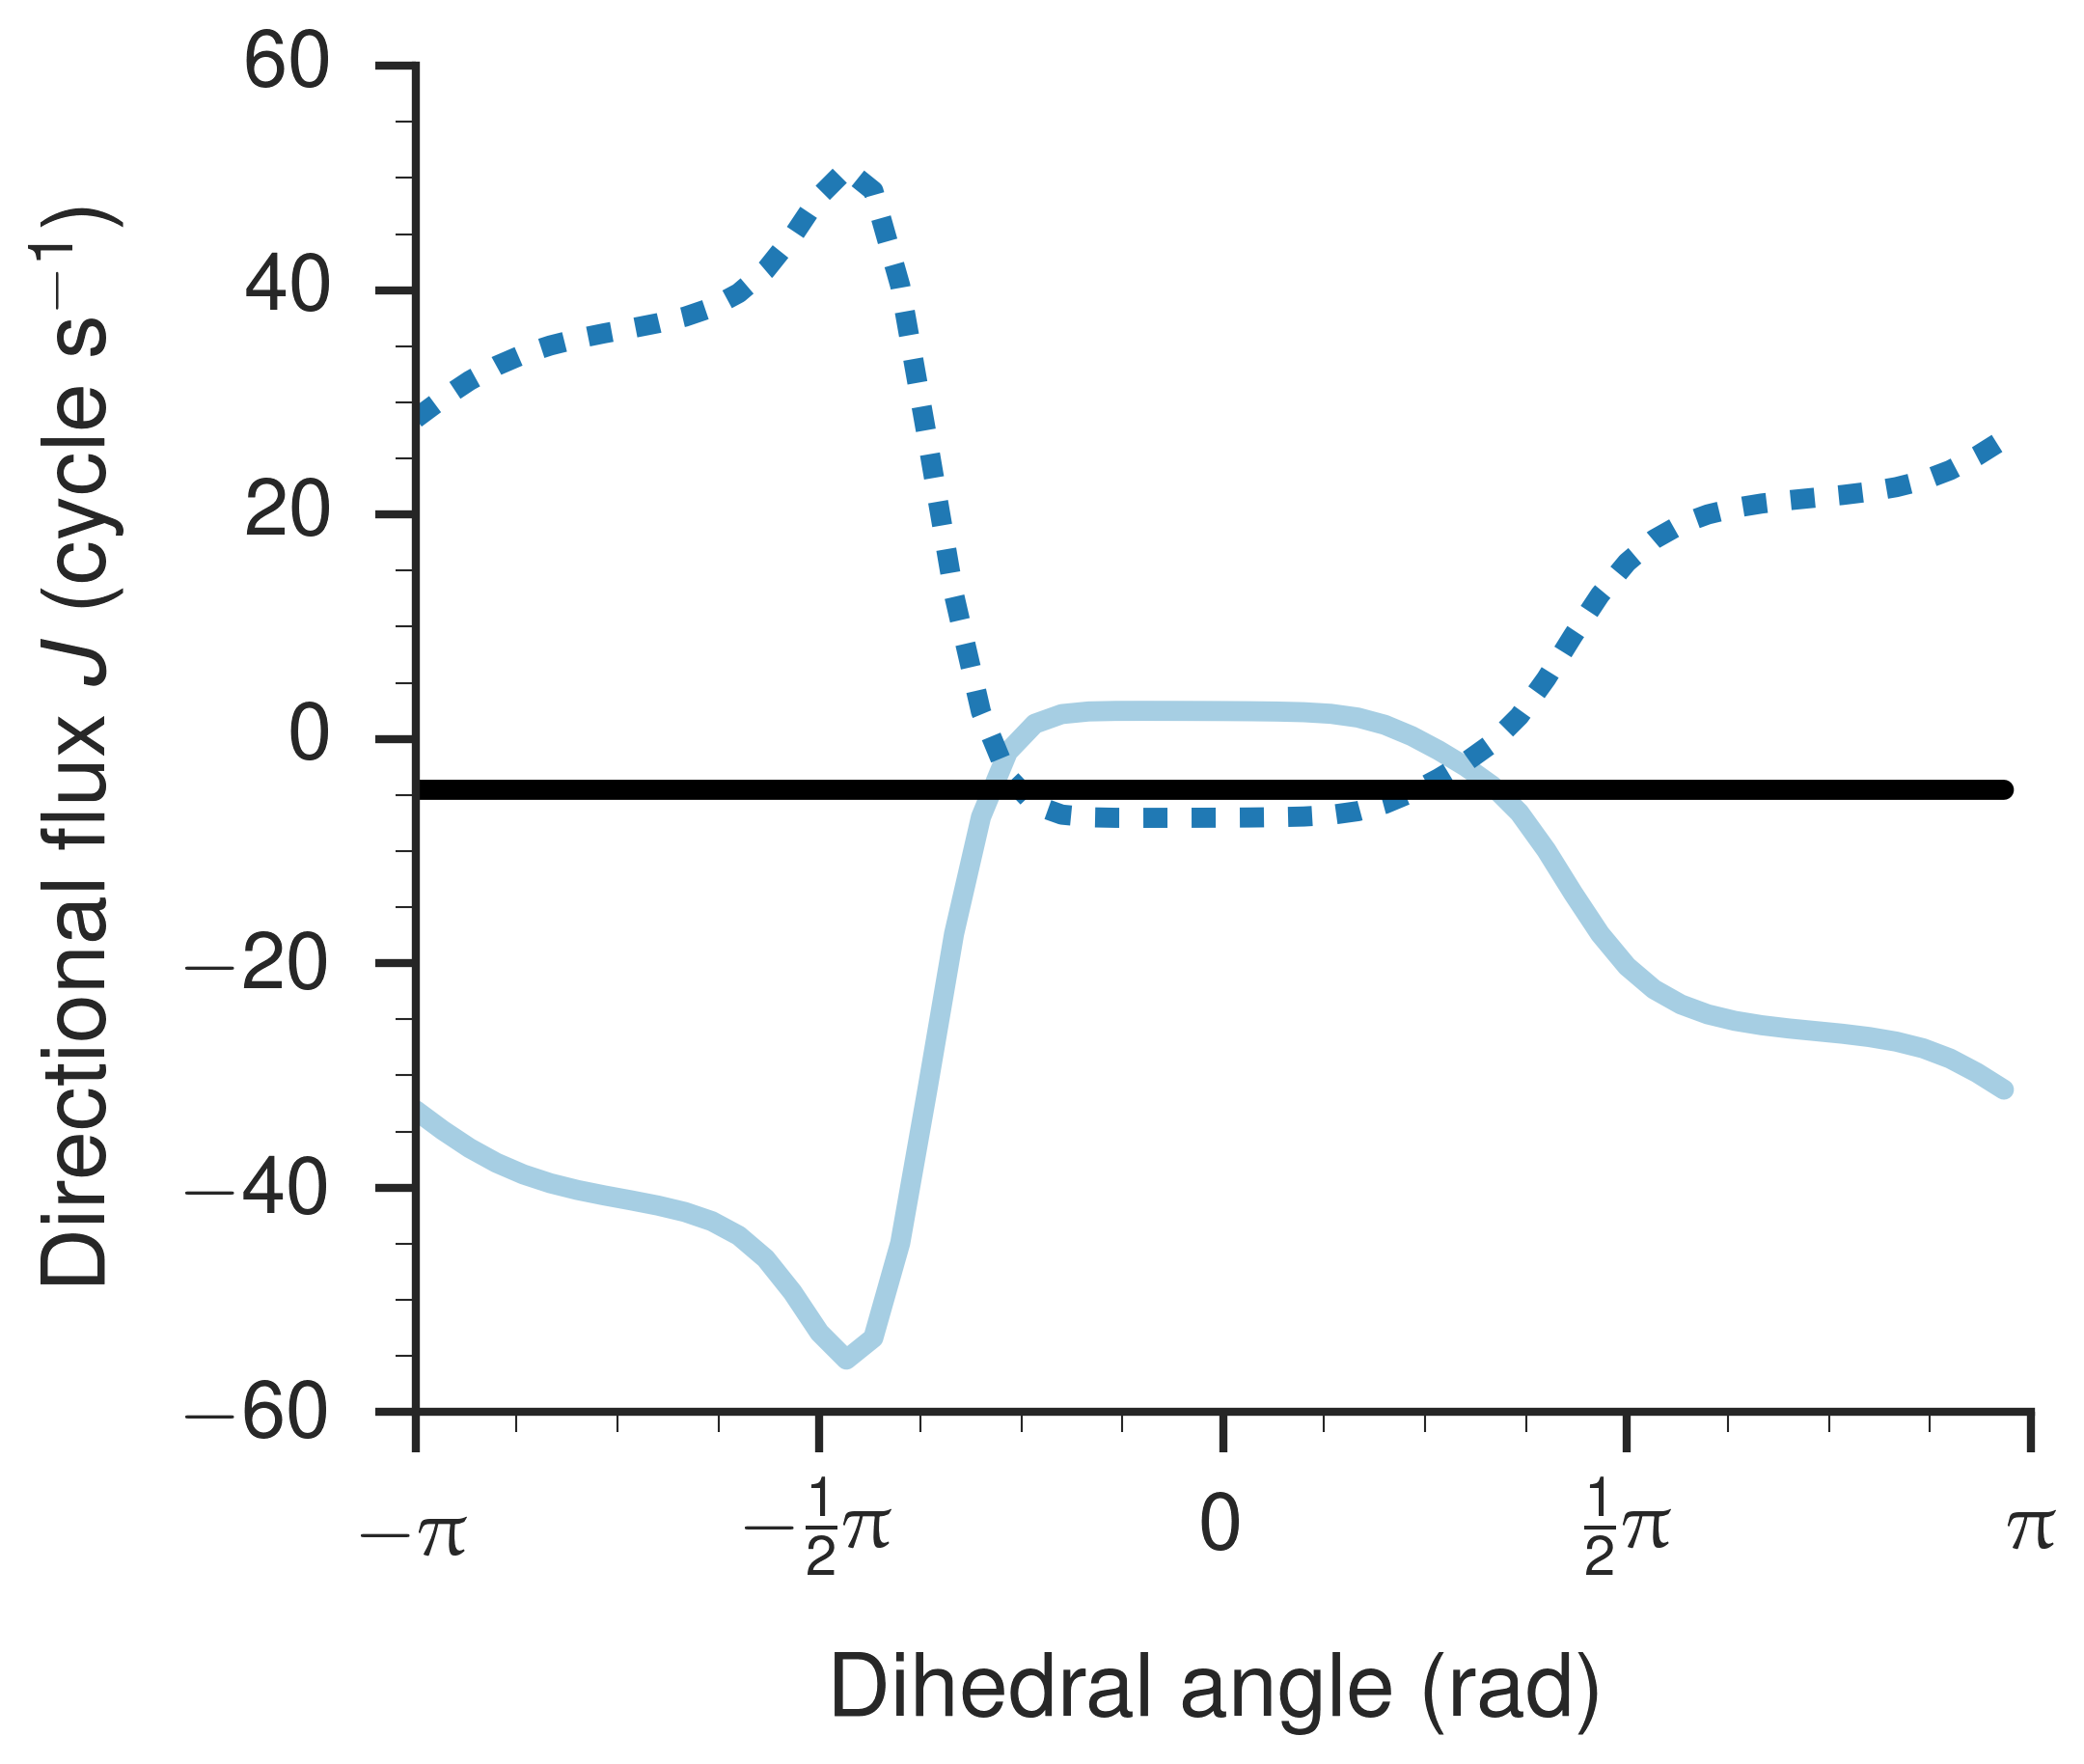 Directional flux J (cycle s⁻¹)
60
40
20
0
−20
−40
−60
−π
−½π
0
½π
π
Dihedral angle (rad)